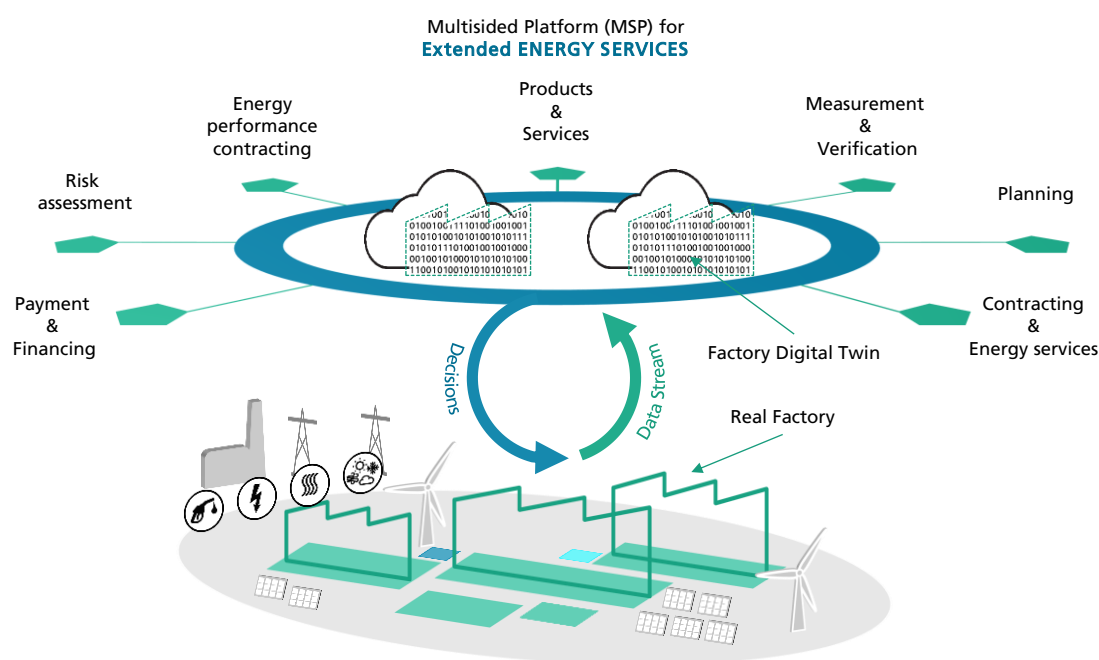 Multisided Platform (MSP) for
Extended ENERGY SERVICES
Products
&
Services
Energy
performance
contracting
Measurement
&
Verification
Risk
assessment
Planning
Payment
&
Financing
Contracting
&
Energy services
Factory Digital Twin
Decisions
Data Stream
Real Factory